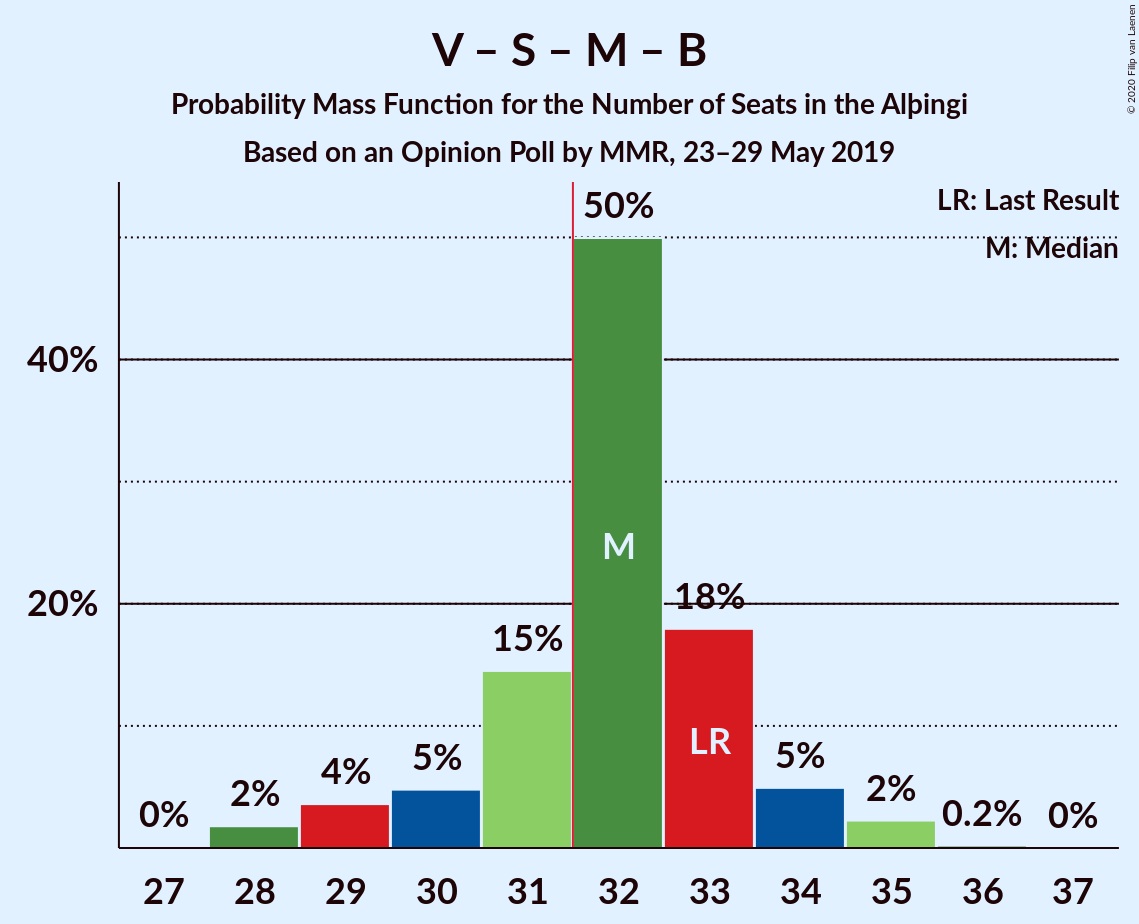 V – S – M – B
Probability Mass Function for the Number of Seats in the Alþingi
Based on an Opinion Poll by MMR, 23–29 May 2019
© 2020 Filip van Laenen
LR: Last Result
M: Median
40%
20%
0%
2%
4%
5%
15%
50%
18%
5%
2%
0.2%
0%
M
LR
27 28 29 30 31 32 33 34 35 36 37